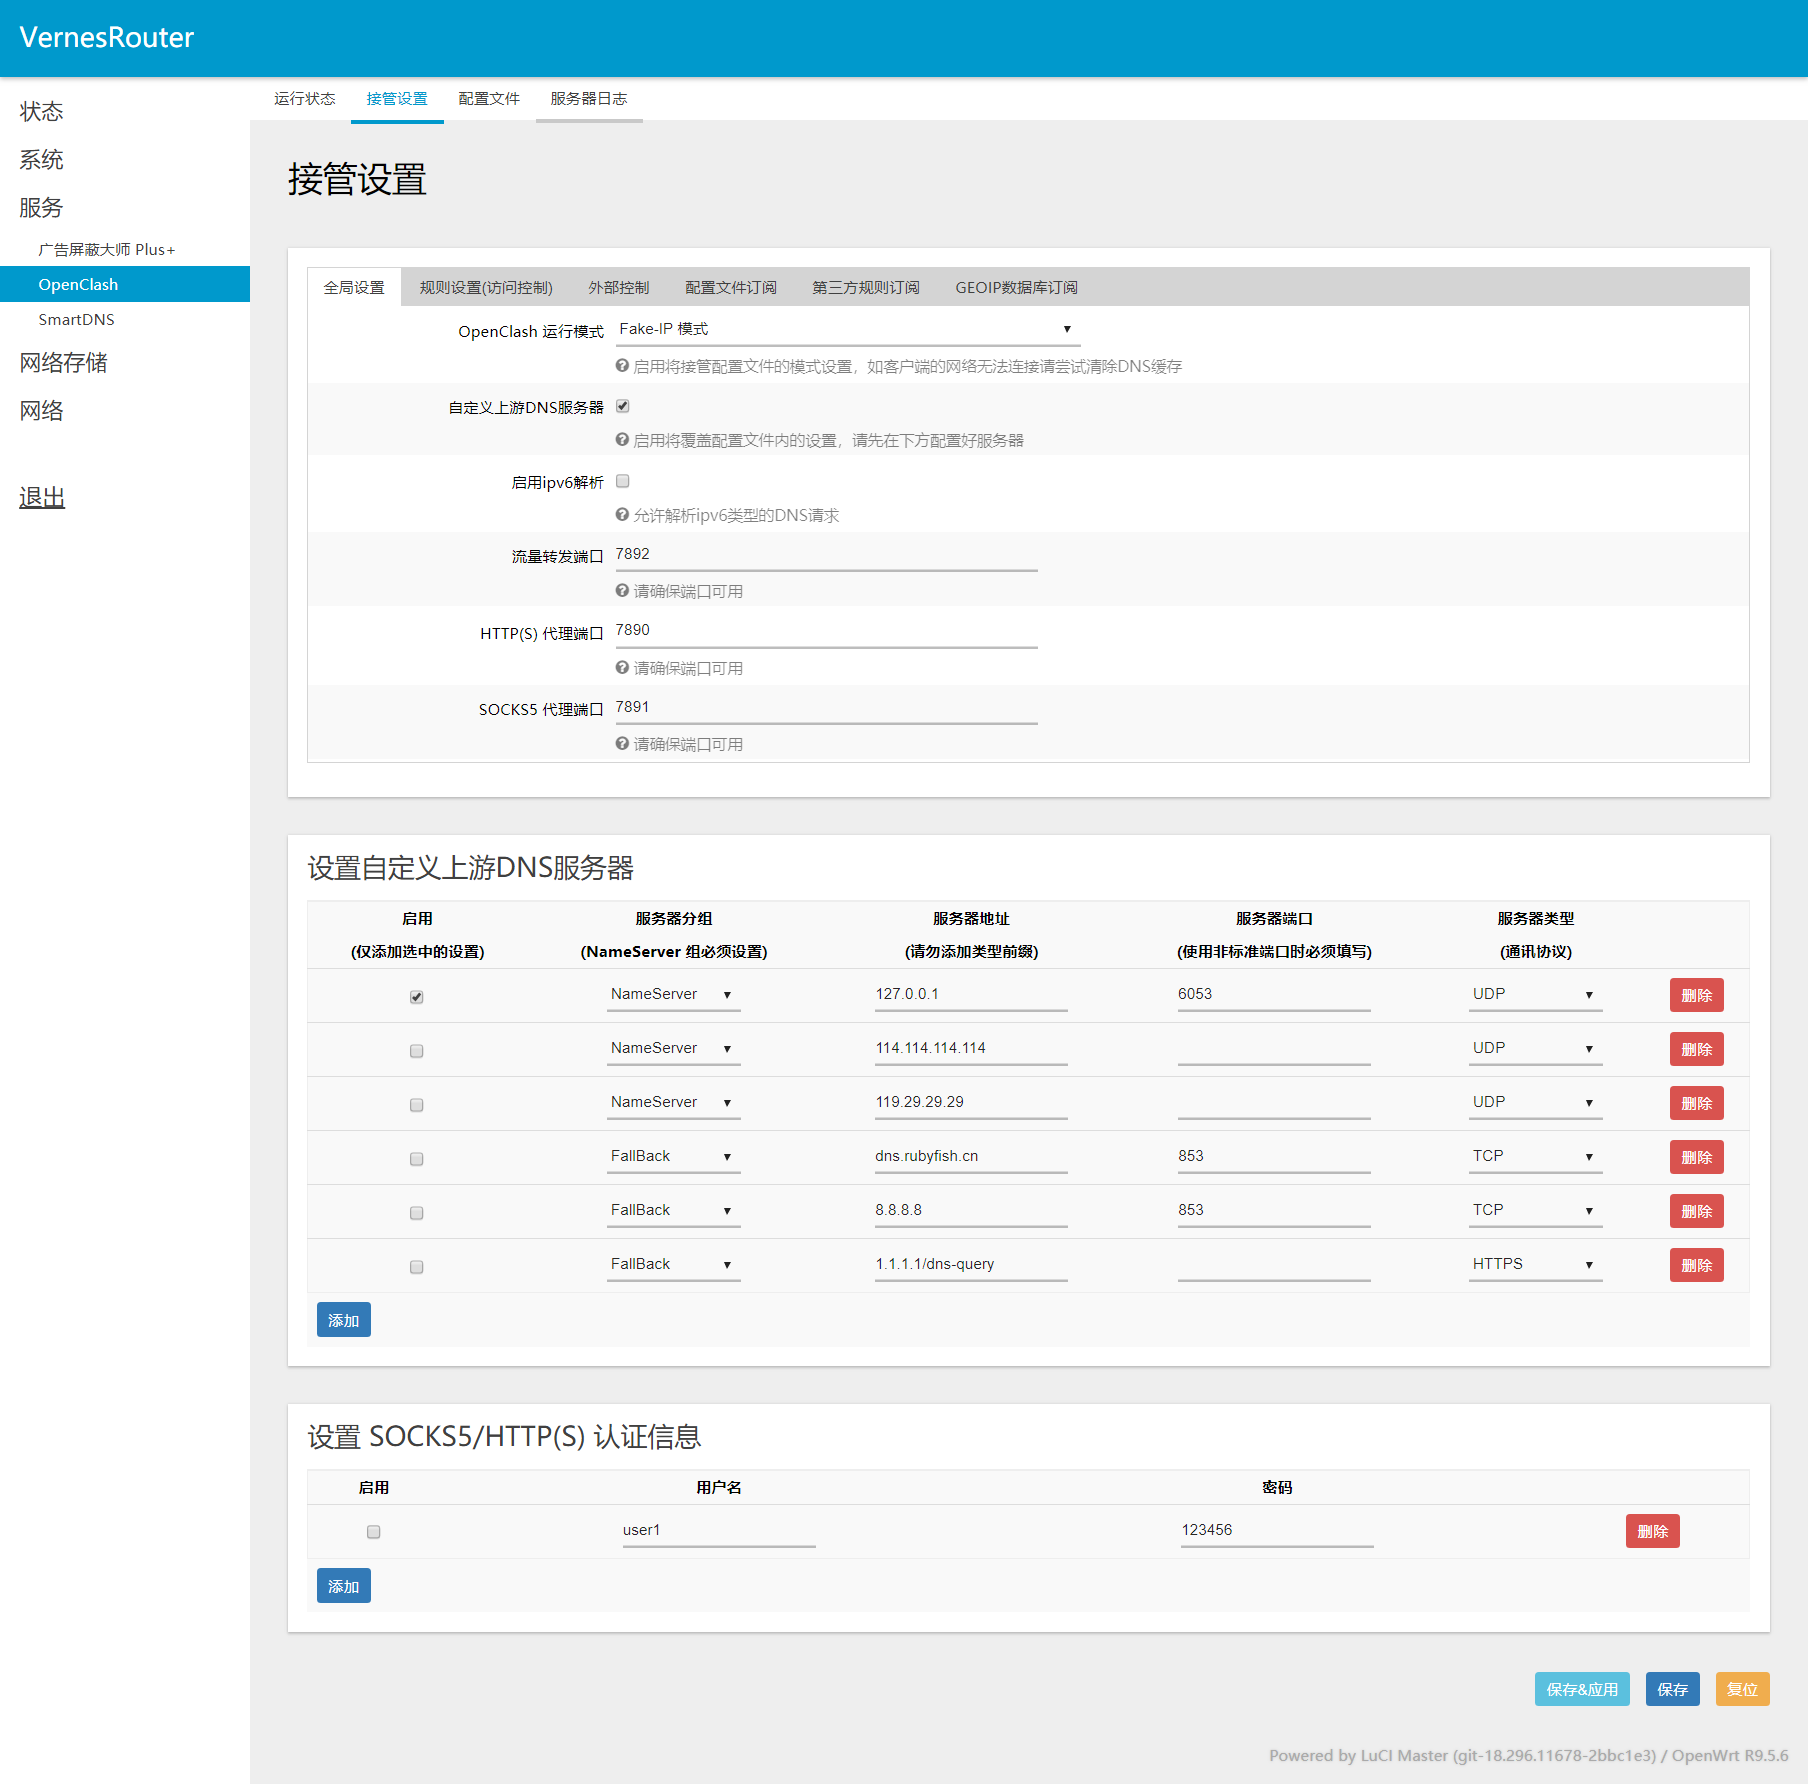 VernesRouter
状态
系统
服务
广告屏蔽大师 Plus+
OpenClash
SmartDNS
网络存储
网络
退出
运行状态 接管设置 配置文件 服务器日志
接管设置
全局设置 规则设置(访问控制) 外部控制 配置文件订阅 第三方规则订阅 GEOIP数据库订阅
OpenClash 运行模式 Fake-IP 模式
启用将接管配置文件的模式设置，如客户端的网络无法连接请尝试清除DNS缓存
自定义上游DNS服务器
启用将覆盖配置文件内的设置，请先在下方配置好服务器
启用ipv6解析
允许解析ipv6类型的DNS请求
流量转发端口 7892
请确保端口可用
HTTP(S) 代理端口 7890
请确保端口可用
SOCKS5 代理端口 7891
请确保端口可用
设置自定义上游DNS服务器
启用 服务器分组 服务器地址 服务器端口 服务器类型
(仅添加选中的设置) (NameServer 组必须设置) (请勿添加类型前缀) (使用非标准端口时必须填写) (通讯协议)
NameServer 127.0.0.1 6053 UDP 删除
NameServer 114.114.114.114 UDP 删除
NameServer 119.29.29.29 UDP 删除
FallBack dns.rubyfish.cn 853 TCP 删除
FallBack 8.8.8.8 853 TCP 删除
FallBack 1.1.1.1/dns-query HTTPS 删除
添加
设置 SOCKS5/HTTP(S) 认证信息
启用 用户名 密码
user1 123456 删除
添加
保存&应用 保存 复位
Powered by LuCI Master (git-18.296.11678-2bbc1e3) / OpenWrt R9.5.6